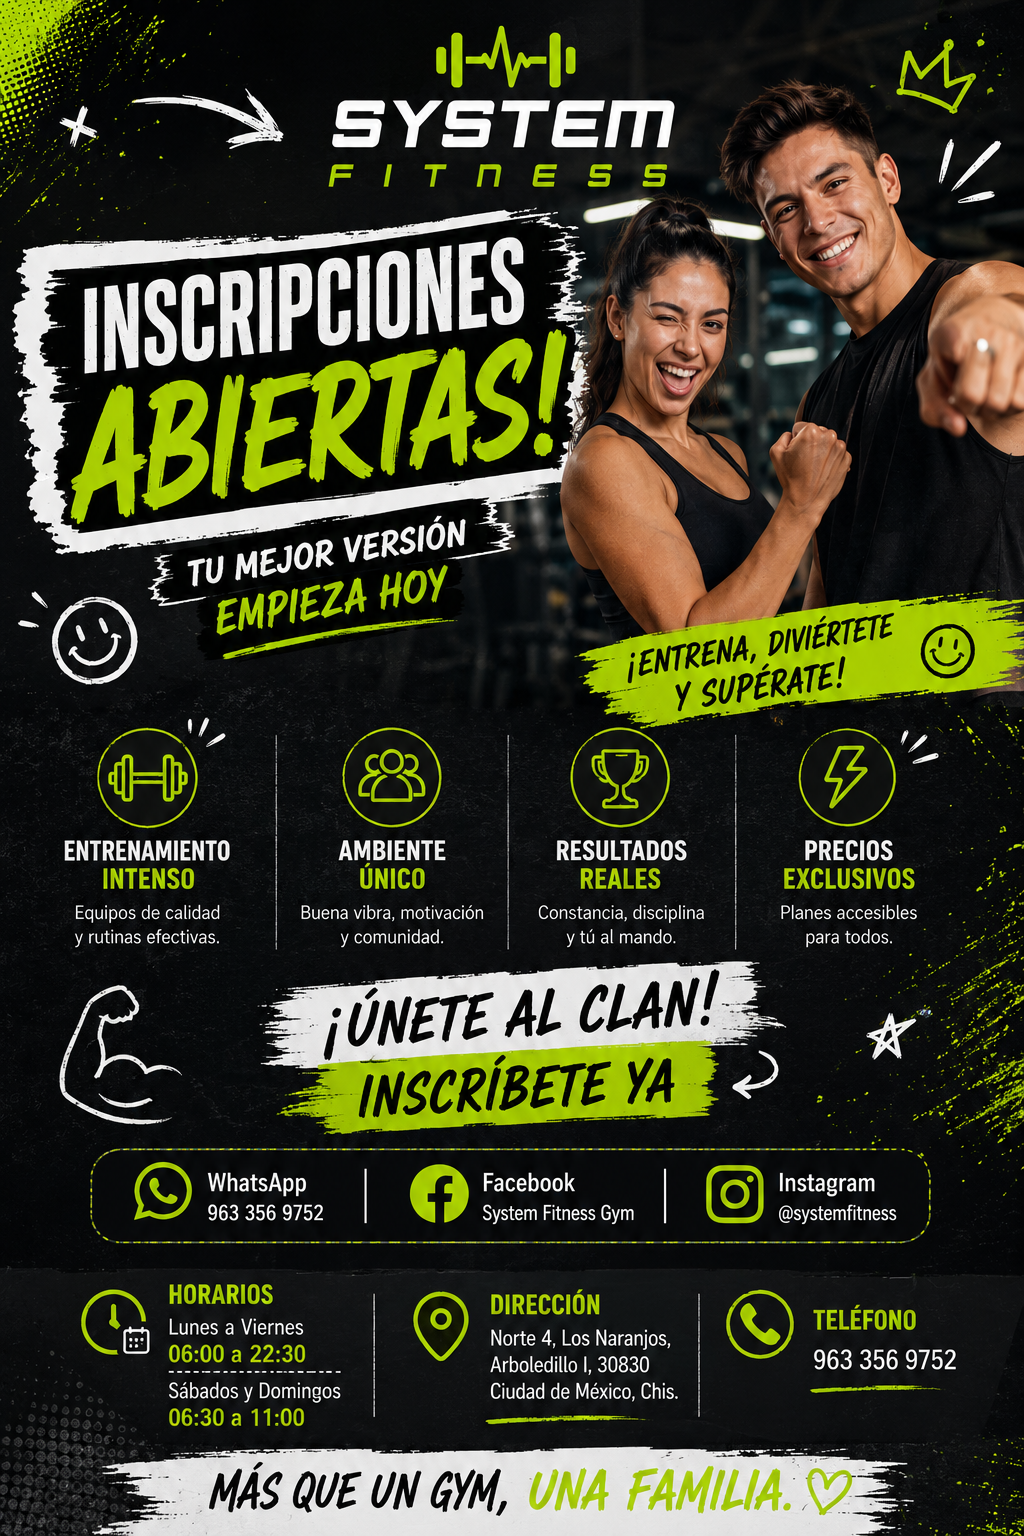 SYSTEM
FITNESS
INSCRIPCIONES
ABIERTAS!
TU MEJOR VERSIÓN
EMPIEZA HOY
¡ENTRENA, DIVIÉRTETE
Y SUPÉRATE!
ENTRENAMIENTO
INTENSO
Equipos de calidad
y rutinas efectivas.
AMBIENTE
ÚNICO
Buena vibra, motivación
y comunidad.
RESULTADOS
REALES
Constancia, disciplina
y tú al mando.
PRECIOS
EXCLUSIVOS
Planes accesibles
para todos.
¡ÚNETE AL CLAN!
INSCRÍBETE YA
WhatsApp
963 356 9752
Facebook
System Fitness Gym
Instagram
@systemfitness
HORARIOS
Lunes a Viernes
06:00 a 22:30
Sábados y Domingos
06:30 a 11:00
DIRECCIÓN
Norte 4, Los Naranjos,
Arboledillo I, 30830
Ciudad de México, Chis.
TELÉFONO
963 356 9752
MÁS QUE UN GYM, UNA FAMILIA.